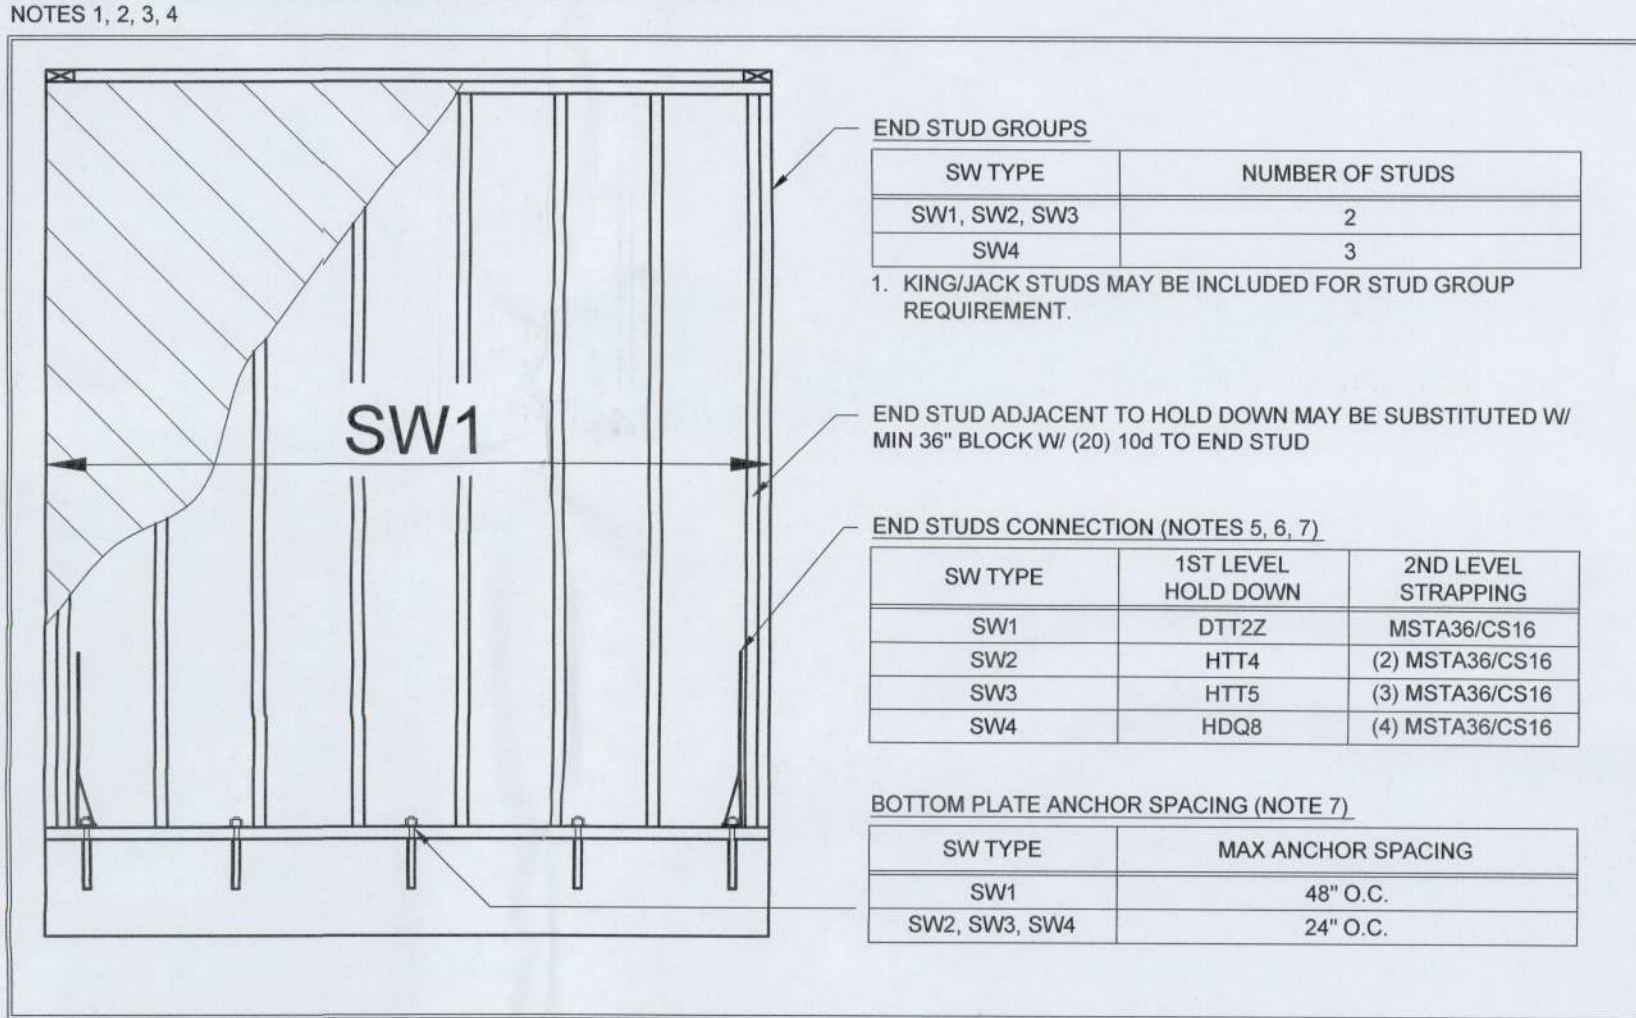 NOTES 1, 2, 3, 4
END STUD GROUPS
SW TYPE NUMBER OF STUDS
SW1, SW2, SW3 2
SW4 3
1. KING/JACK STUDS MAY BE INCLUDED FOR STUD GROUP
REQUIREMENT.
SW1
END STUD ADJACENT TO HOLD DOWN MAY BE SUBSTITUTED W/
MIN 36" BLOCK W/ (20) 10d TO END STUD
END STUDS CONNECTION (NOTES 5, 6, 7)
SW TYPE 1ST LEVEL HOLD DOWN 2ND LEVEL STRAPPING
SW1 DTT2Z MSTA36/CS16
SW2 HTT4 (2) MSTA36/CS16
SW3 HTT5 (3) MSTA36/CS16
SW4 HDQ8 (4) MSTA36/CS16
BOTTOM PLATE ANCHOR SPACING (NOTE 7)
SW TYPE MAX ANCHOR SPACING
SW1 48" O.C.
SW2, SW3, SW4 24" O.C.